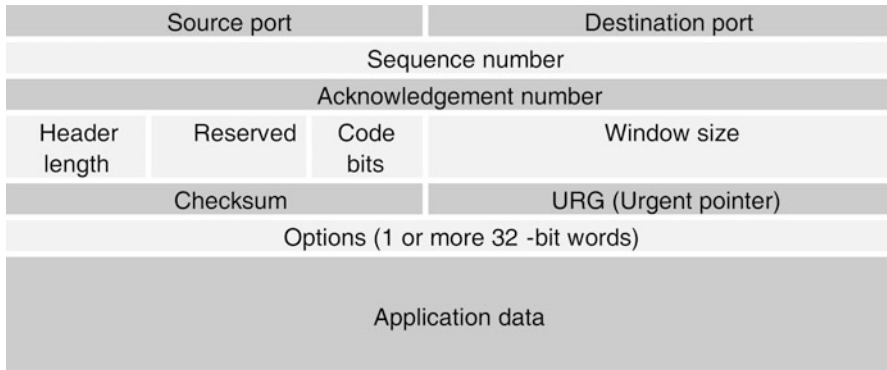 Source port Destination port
Sequence number
Acknowledgement number
Header length Reserved Code bits Window size
Checksum URG (Urgent pointer)
Options (1 or more 32 -bit words)
Application data